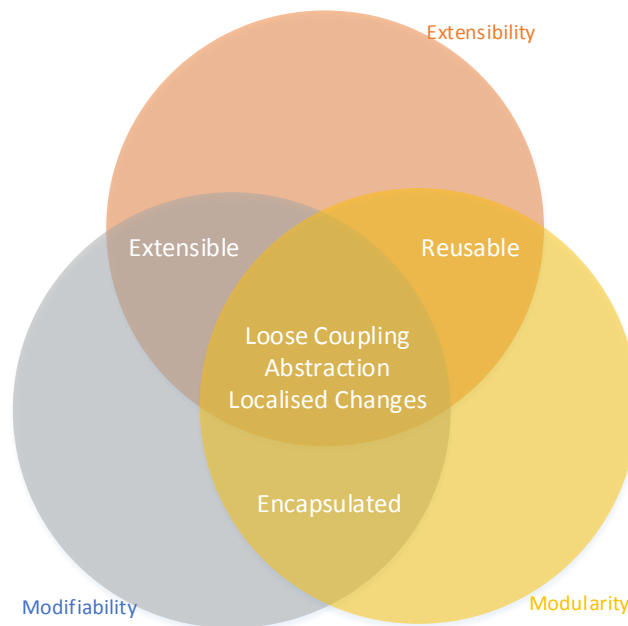 Extensibility
Extensible
Reusable
Loose Coupling
Abstraction
Localised Changes
Encapsulated
Modifiability
Modularity